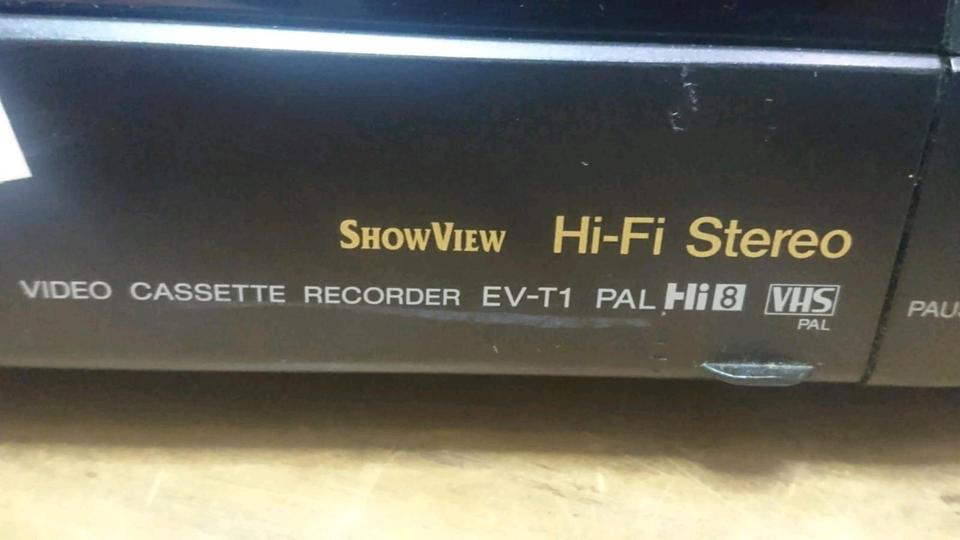 SHOWVIEW Hi-Fi Stereo
VIDEO CASSETTE RECORDER EV-T1 PAL Hi8 VHS
PAL